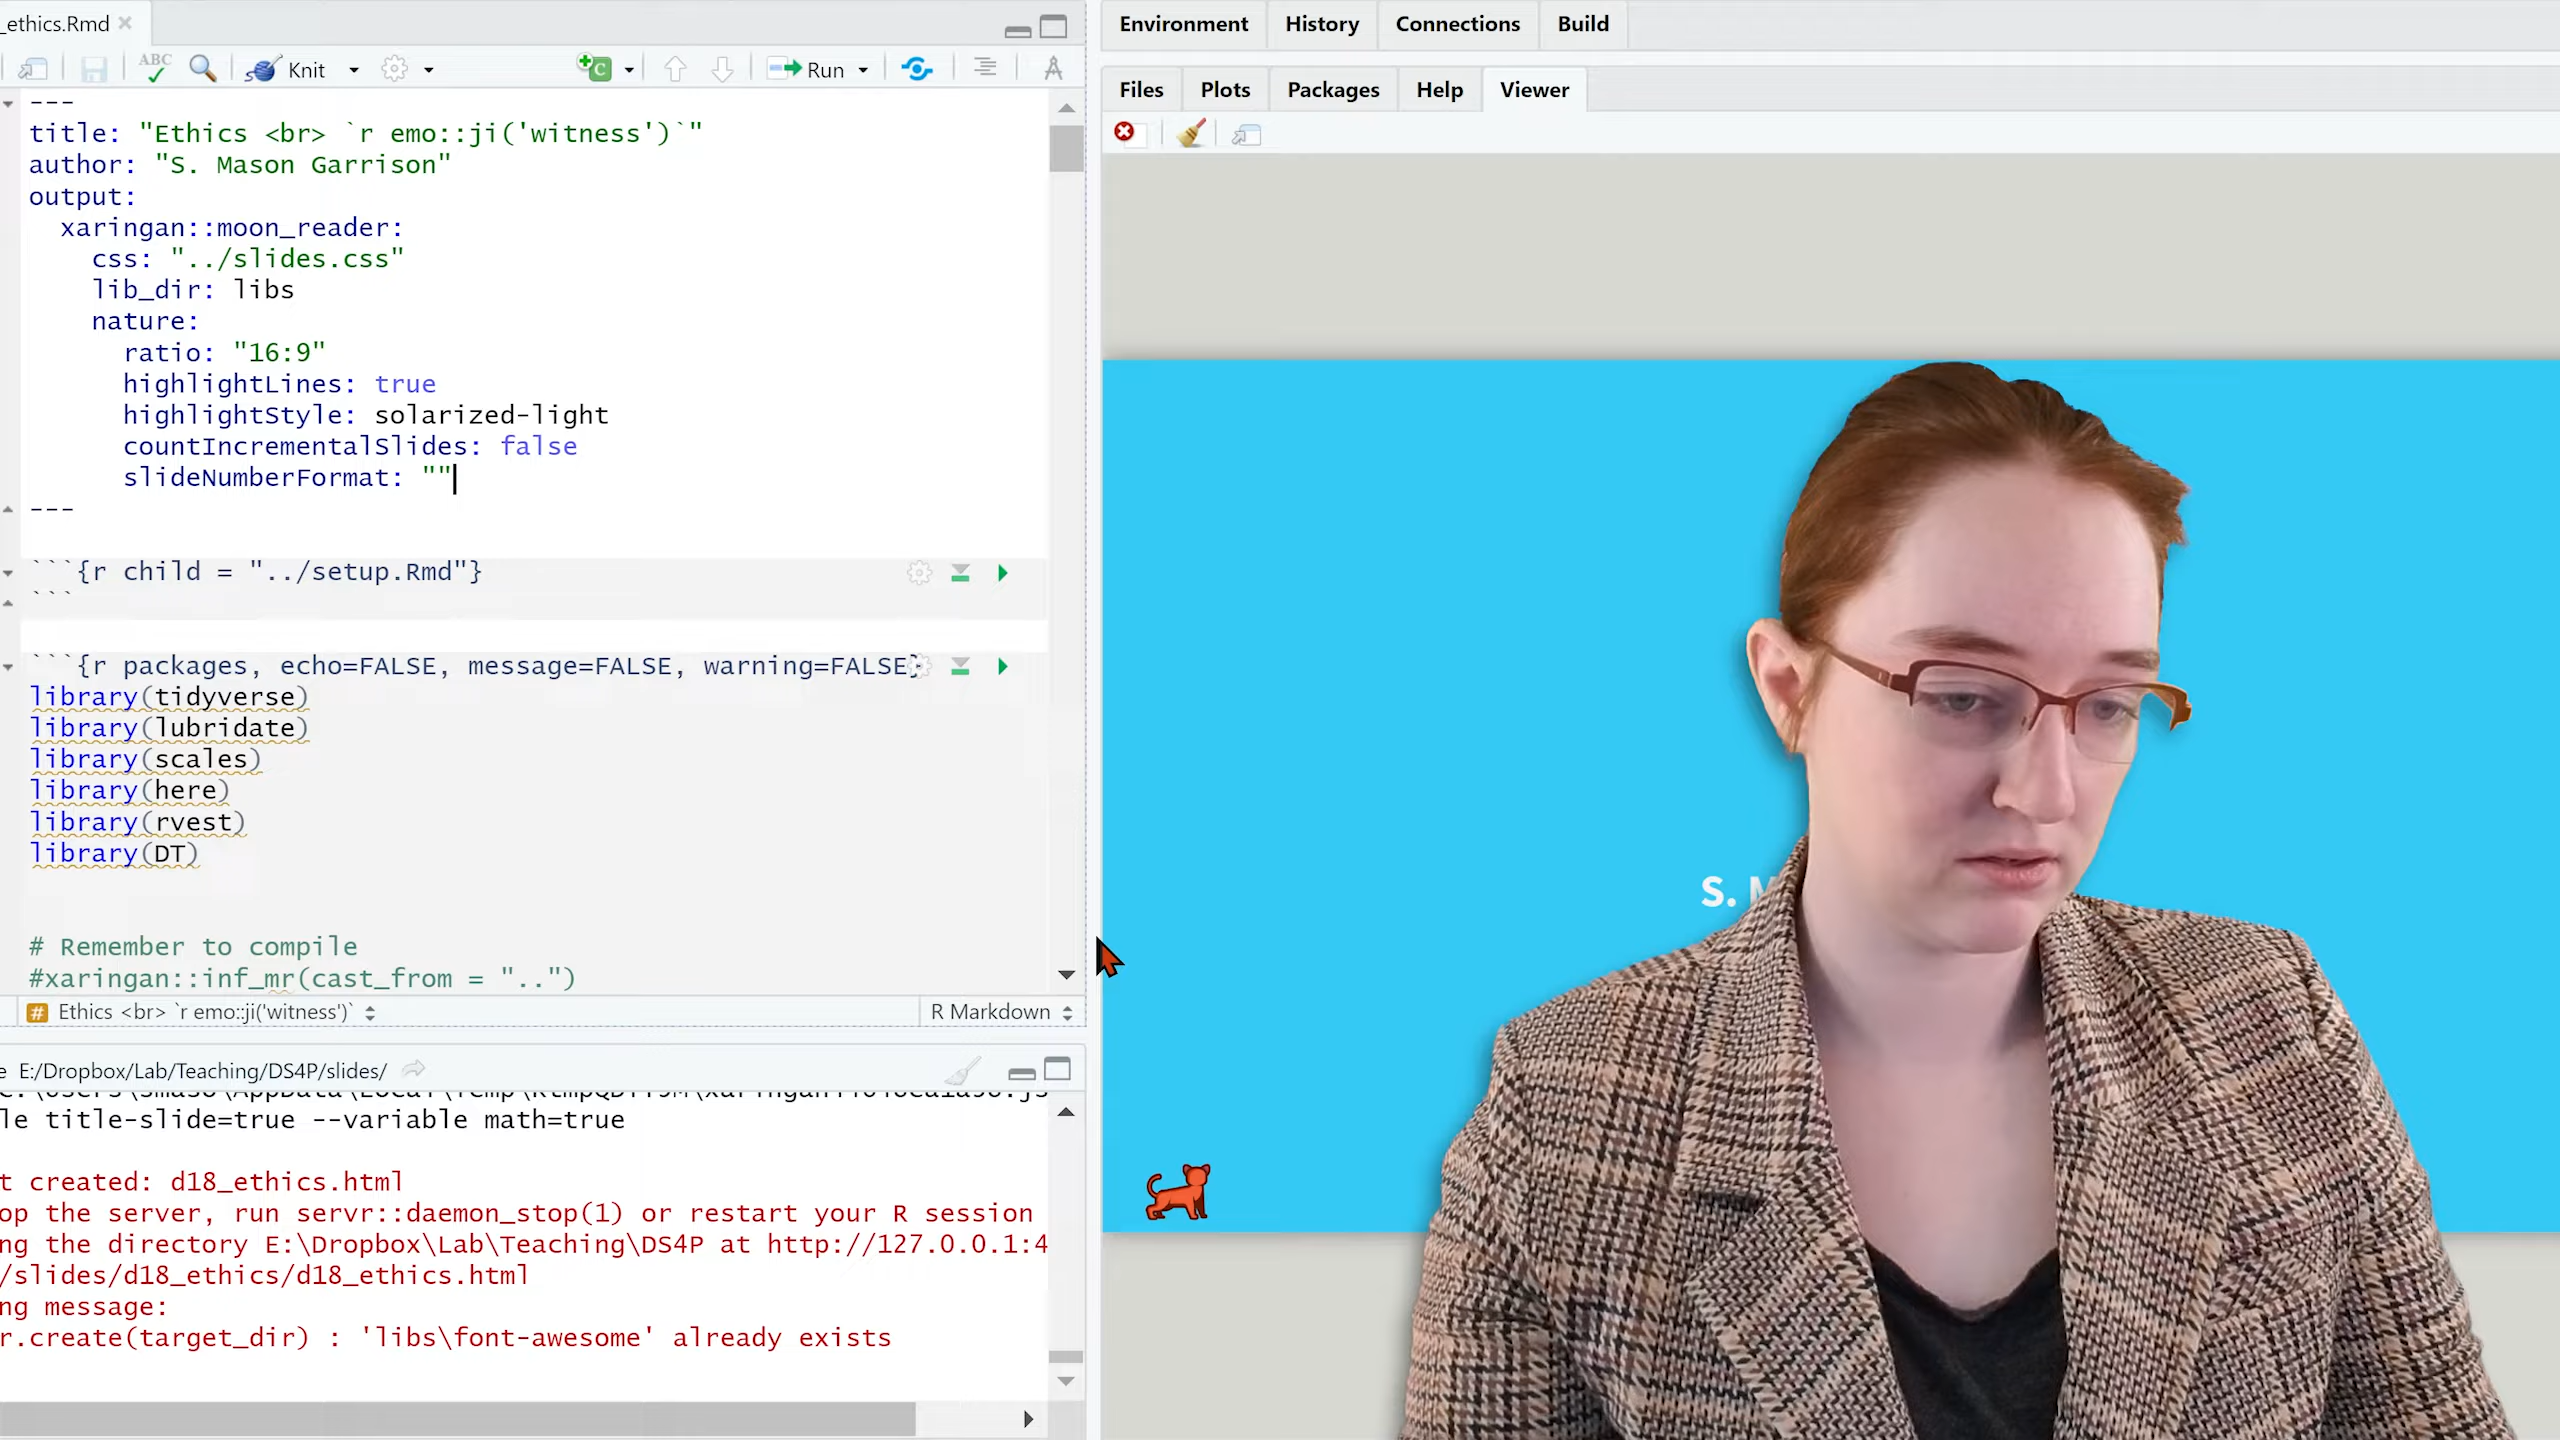 _ethics.Rmd
ABC
Knit
Run
---
title: "Ethics <br> `r emo::ji('witness')`"
author: "S. Mason Garrison"
output:
xaringan::moon_reader:
css: "../slides.css"
lib_dir: libs
nature:
ratio: "16:9"
highlightLines: true
highlightStyle: solarized-light
countIncrementalSlides: false
slideNumberFormat: ""
---
```{r child = "../setup.Rmd"}
```
```{r packages, echo=FALSE, message=FALSE, warning=FALSE}
library(tidyverse)
library(lubridate)
library(scales)
library(here)
library(rvest)
library(DT)
# Remember to compile
#xaringan::inf_mr(cast_from = "..")
# Ethics <br> `r emo::ji('witness')`
R Markdown
E:/Dropbox/Lab/Teaching/DS4P/slides/
le title-slide=true --variable math=true
t created: d18_ethics.html
op the server, run servr::daemon_stop(1) or restart your R session
ng the directory E:\Dropbox\Lab\Teaching\DS4P at http://127.0.0.1:4
/slides/d18_ethics/d18_ethics.html
ng message:
r.create(target_dir) : 'libs\font-awesome' already exists
Environment
History
Connections
Build
Files
Plots
Packages
Help
Viewer
S. M